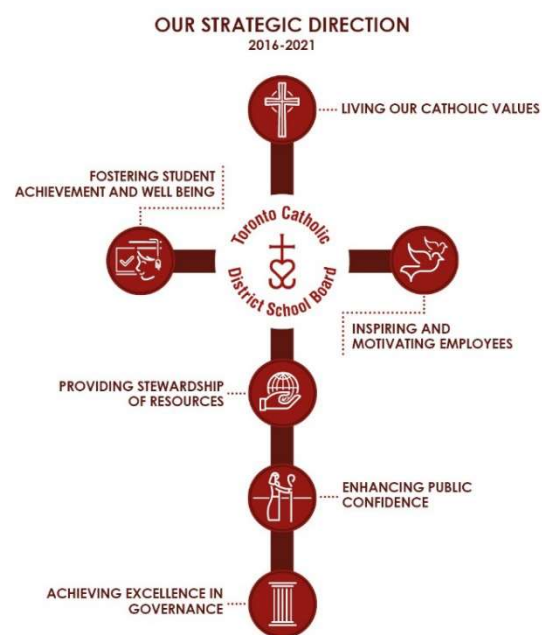 OUR STRATEGIC DIRECTION
2016-2021
LIVING OUR CATHOLIC VALUES
FOSTERING STUDENT
ACHIEVEMENT AND WELL BEING
Toronto Catholic
District School Board
INSPIRING AND
MOTIVATING EMPLOYEES
PROVIDING STEWARDSHIP
OF RESOURCES
ENHANCING PUBLIC
CONFIDENCE
ACHIEVING EXCELLENCE IN
GOVERNANCE